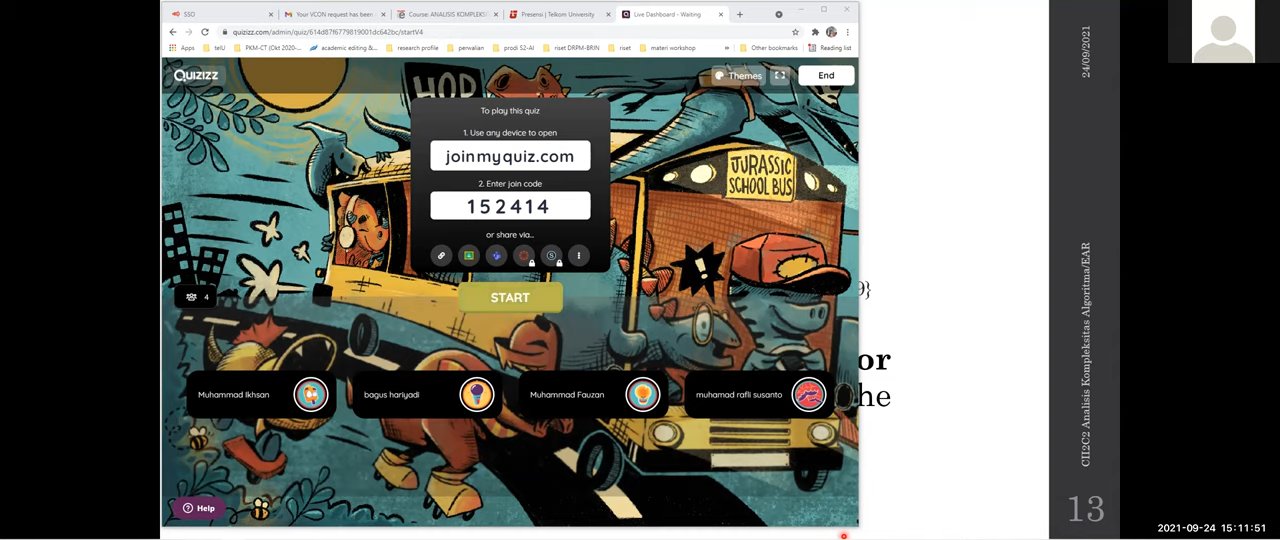 SSO
Your VCON request has been
Course: ANALISIS KOMPLEKSI
Presensi | Telkom University
Live Dashboard - Waiting
quizizz.com/admin/quiz/614d87f6779819001dc642bc/startV4
Apps
telU
PKM-CT (Okt 2020-...
academic editing &...
research profile
perwalian
prodi S2-AI
riset DRPM-BRIN
riset
materi workshop
»
Other bookmarks
Reading list
Quizizz
HOP
Themes
End
To play this quiz
1. Use any device to open
joinmyquiz.com
2. Enter join code
152414
or share via...
JURASSIC
SCHOOL BUS
!
4
START
Muhammad Ikhsan
bagus hariyadi
Muhammad Fauzan
muhamad rafli susanto
Help
9}
or
he
24/09/2021
CII2C2 Analisis Kompleksitas Algoritma/EAR
13
2021-09-24 15:11:51